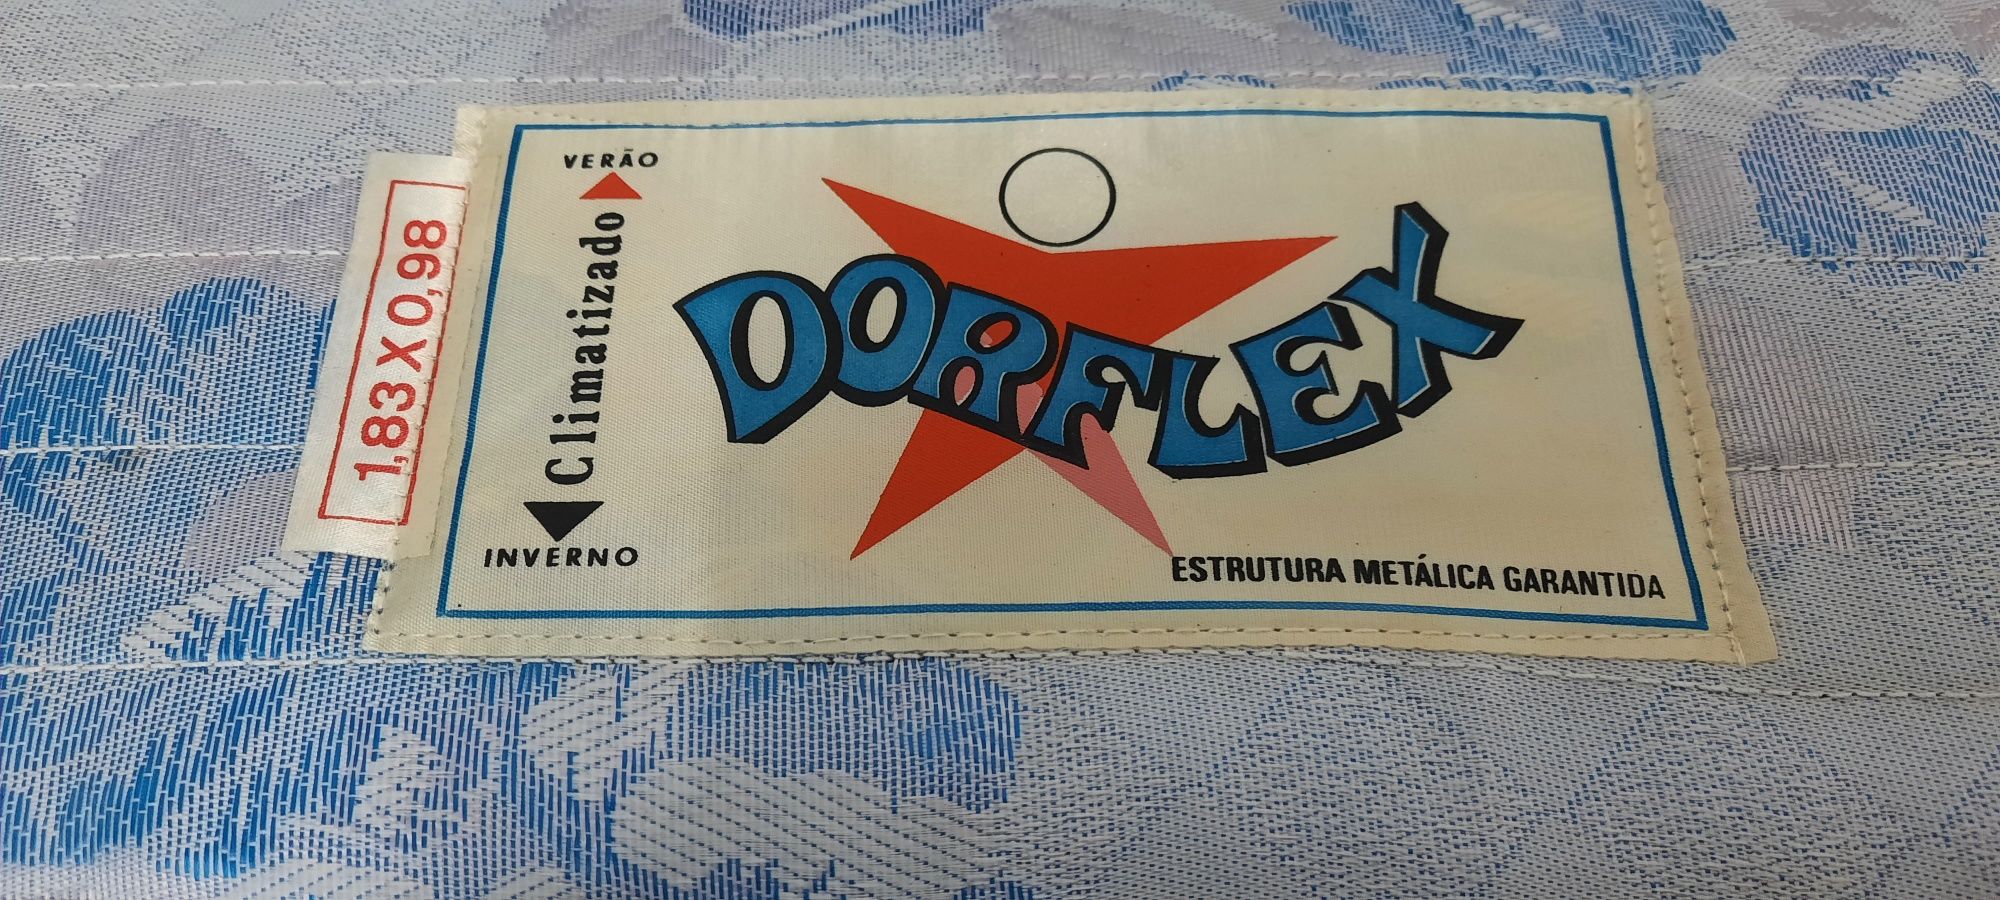 VERÃO
Climatizado
INVERNO
1,83 X 0,98
DORFLEX
ESTRUTURA METÁLICA GARANTIDA